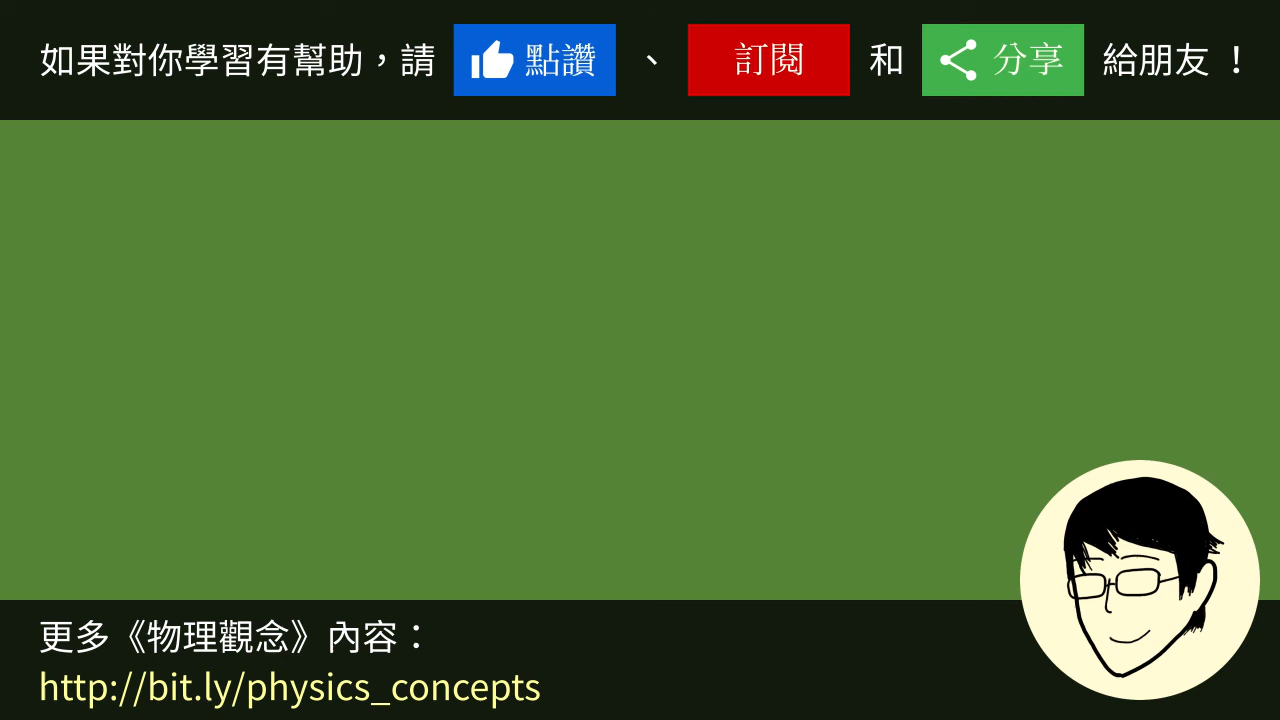 如果對你學習有幫助，請 點讚 、 訂閱 和 分享 給朋友 ！
更多《物理觀念》內容：
http://bit.ly/physics_concepts